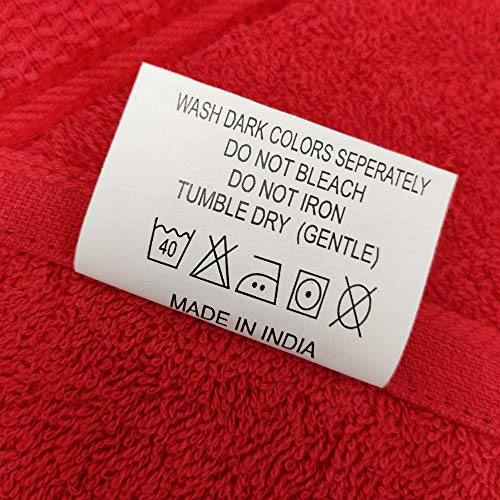 WASH DARK COLORS SEPERATELY
DO NOT BLEACH
DO NOT IRON
TUMBLE DRY (GENTLE)
40
MADE IN INDIA